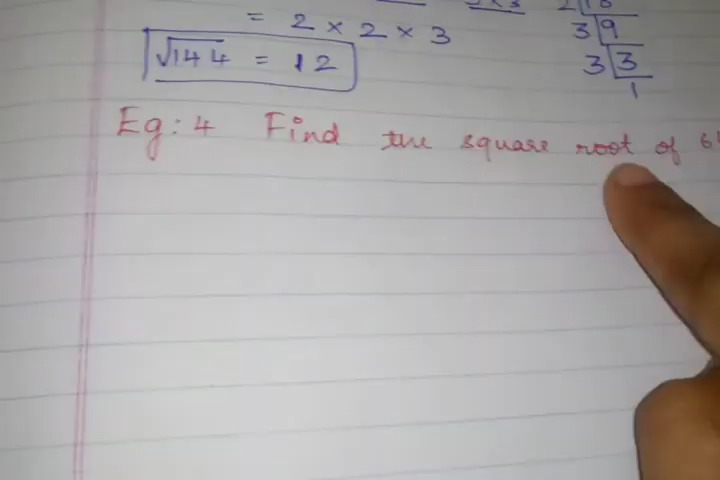 = 2 × 2 × 3
3 9
√144 = 12
3 3
1
Eg: 4 Find the square root of